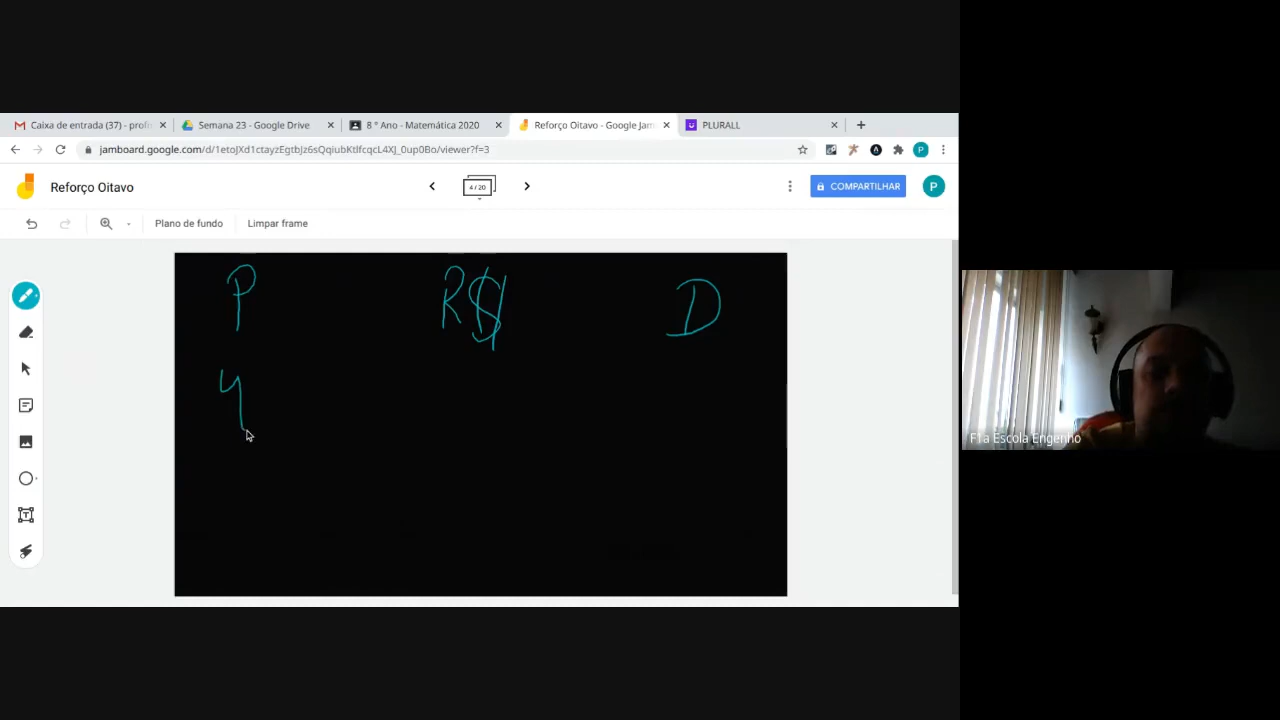 Caixa de entrada (37) - profi
Semana 23 - Google Drive
8 º Ano - Matemática 2020
Reforço Oitavo - Google Jam
PLURALL
jamboard.google.com/d/1etoJXd1ctayzEgtbJz6sQqiubKtlfcqcL4XJ_0up0Bo/viewer?f=3
P
Reforço Oitavo
4 / 20
COMPARTILHAR
P
Plano de fundo
Limpar frame
P R$ D
4
F1a Escola Engenho